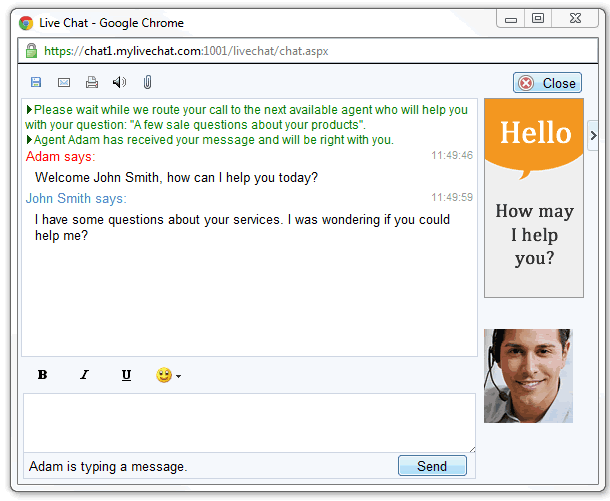 Live Chat - Google Chrome
https://chat1.mylivechat.com:1001/livechat/chat.aspx
Close
Please wait while we route your call to the next available agent who will help you
with your question: "A few sale questions about your products".
Agent Adam has received your message and will be right with you.
Adam says: 11:49:46
Welcome John Smith, how can I help you today?
John Smith says: 11:49:59
I have some questions about your services. I was wondering if you could
help me?
Hello
How may
I help
you?
B I U
Adam is typing a message.
Send